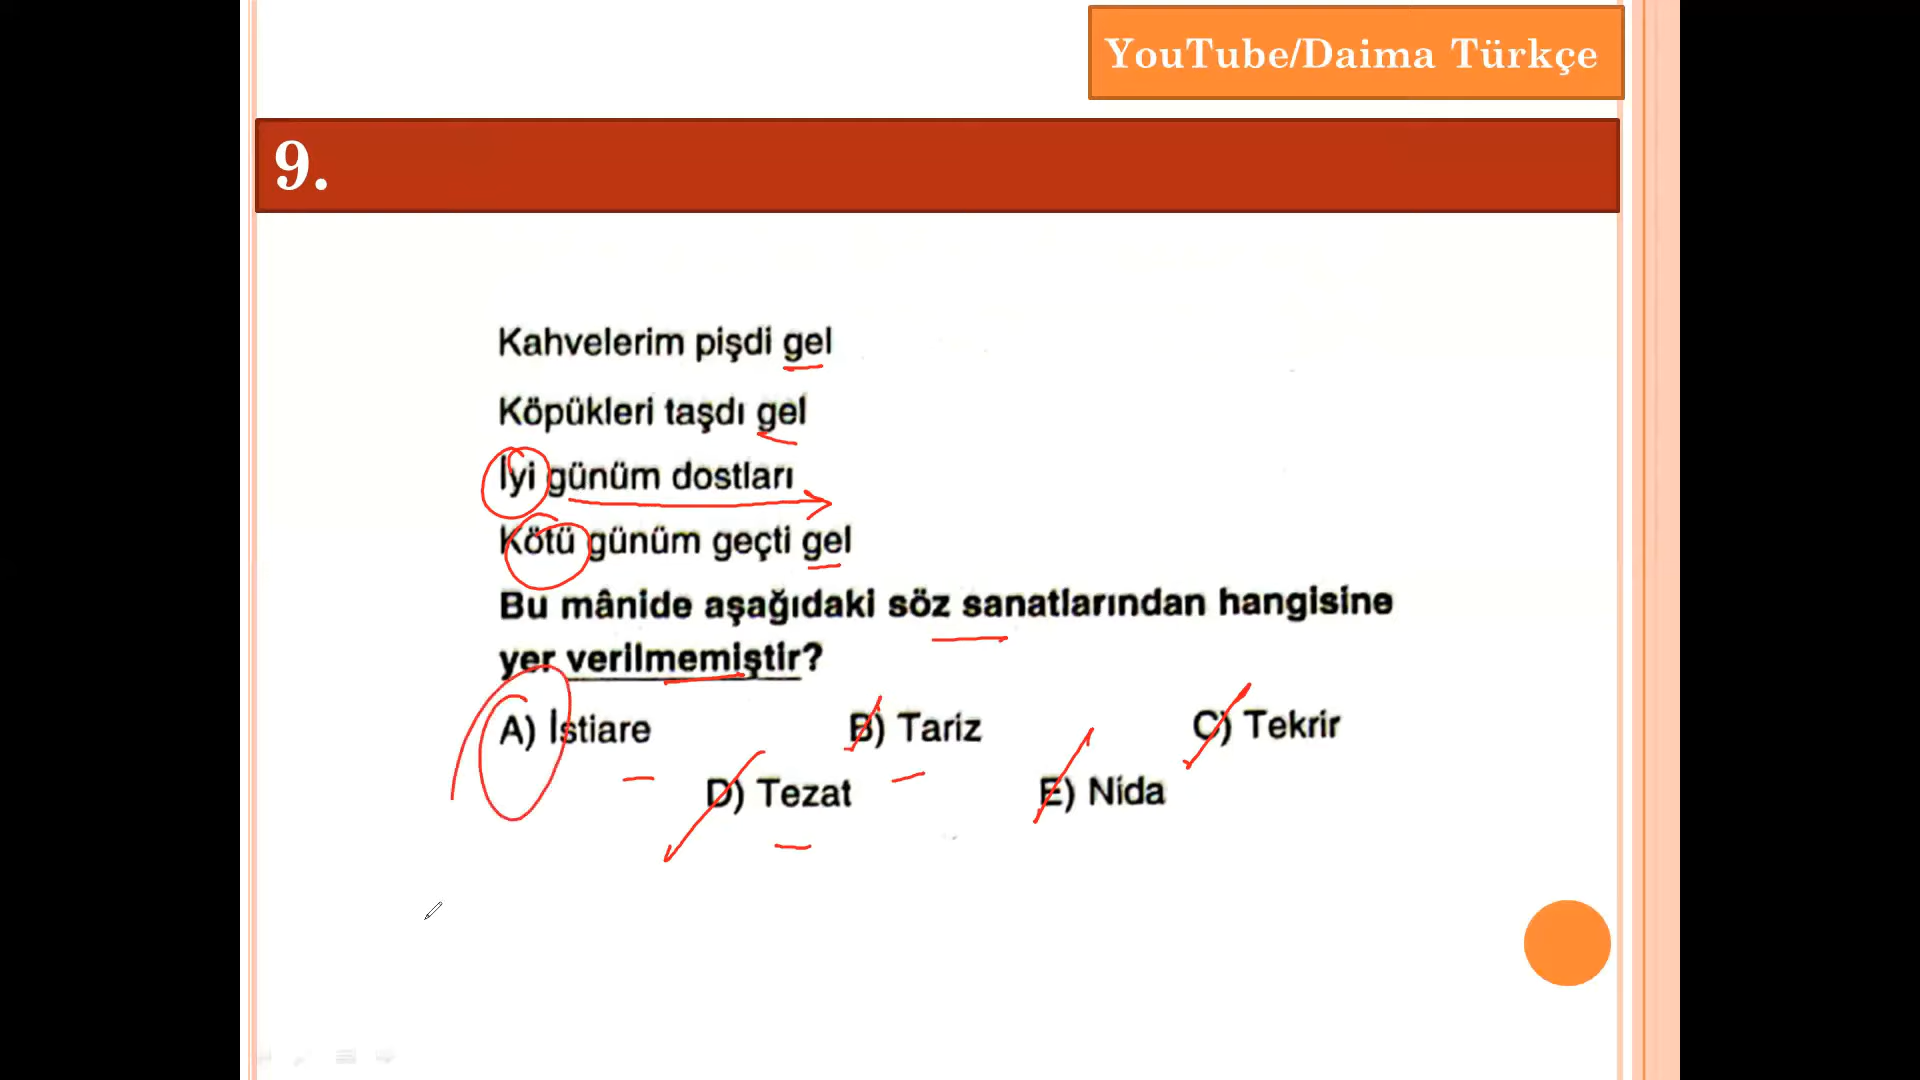 YouTube/Daima Türkçe
9.
Kahvelerim pişdi gel
Köpükleri taşdı gel
İyi günüm dostları
Kötü günüm geçti gel
Bu mânide aşağıdaki söz sanatlarından hangisine
yer verilmemiştir?
A) İstiare B) Tariz C) Tekrir
D) Tezat E) Nida